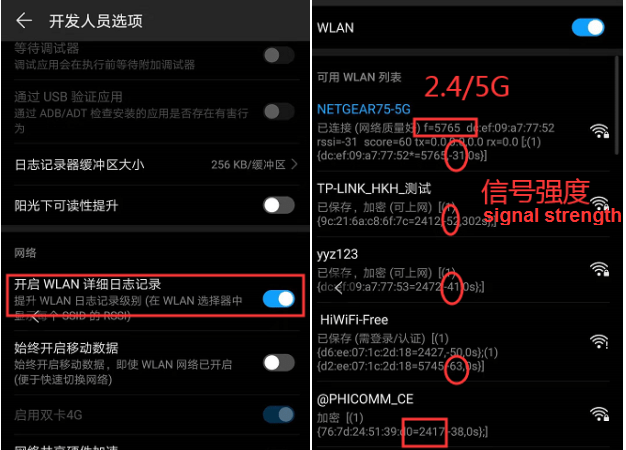 开发人员选项
等待调试器
调试应用会在执行前等待附加调试器
通过 USB 验证应用
通过 ADB/ADT 检查安装的应用是否存在有害行
为
日志记录器缓冲区大小
256 KB/缓冲区
阳光下可读性提升
网络
开启 WLAN 详细日志记录
提升 WLAN 日志记录级别 (在 WLAN 选择器中
个 SSID 的 RSSI)
始终开启移动数据
始终开启移动数据，即使 WLAN 网络已开启
(便于快速切换网络)
启用双卡4G
网络共享硬件加速
WLAN
可用 WLAN 列表
2.4/5G
NETGEAR75-5G
已连接 (网络质量好) f=5765 dc:ef:09:a7:77:52
rssi=-31 score=60 tx=0.0,0.0,0.0 rx=0.0 [;(1)
{dc:ef:09:a7:77:52*=5765,-31,0s}]
信号强度
signal strength
TP-LINK_HKH_测试
已保存，加密 (可上网) [(1)
{9c:21:6a:c8:6f:7c=2412,-52,302s};]
yyz123
已保存，加密 (可上网) [(1)
{dc:ef:09:a7:77:53=2472,-41,0s};]
HiWiFi-Free
已保存 (需登录/认证) [(1)
{d6:ee:07:1c:2d:18=2427,-50,0s};(1)
{d2:ee:07:1c:2d:18=5745,-63,0s}]
@PHICOMM_CE
加密 [(1)
{76:7d:24:51:39:d0=2417,-38,0s};]